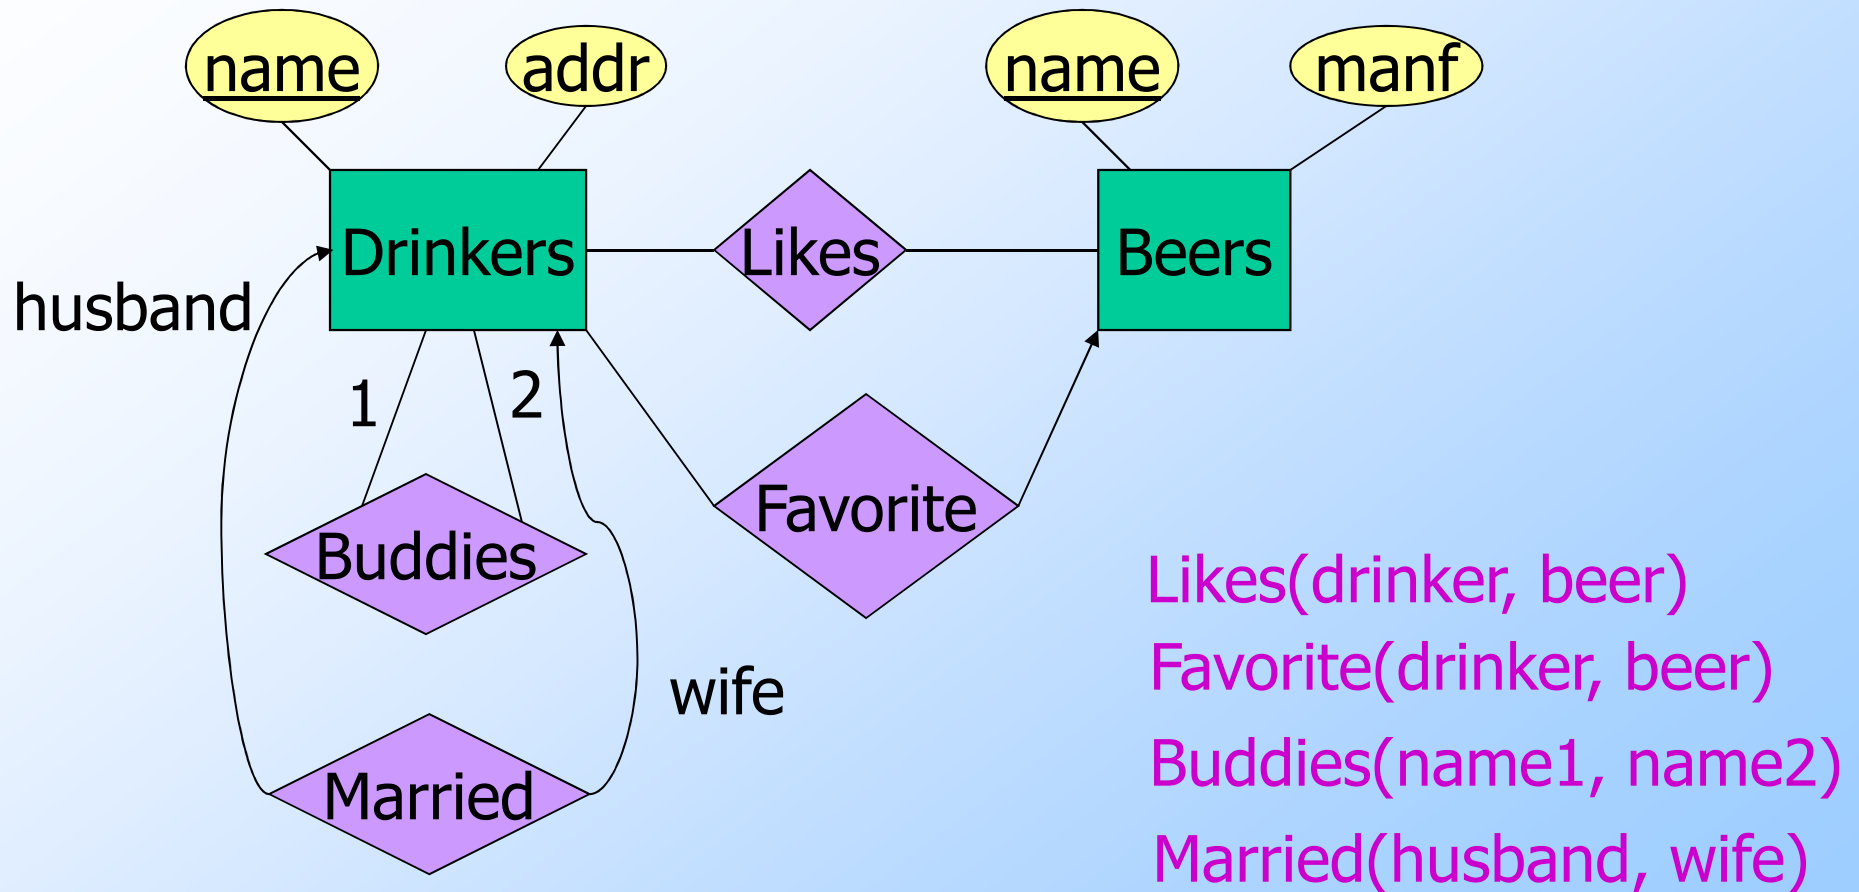 name
addr
name
manf
Drinkers
Likes
Beers
husband
1
2
Favorite
Buddies
wife
Married
Likes(drinker, beer)
Favorite(drinker, beer)
Buddies(name1, name2)
Married(husband, wife)